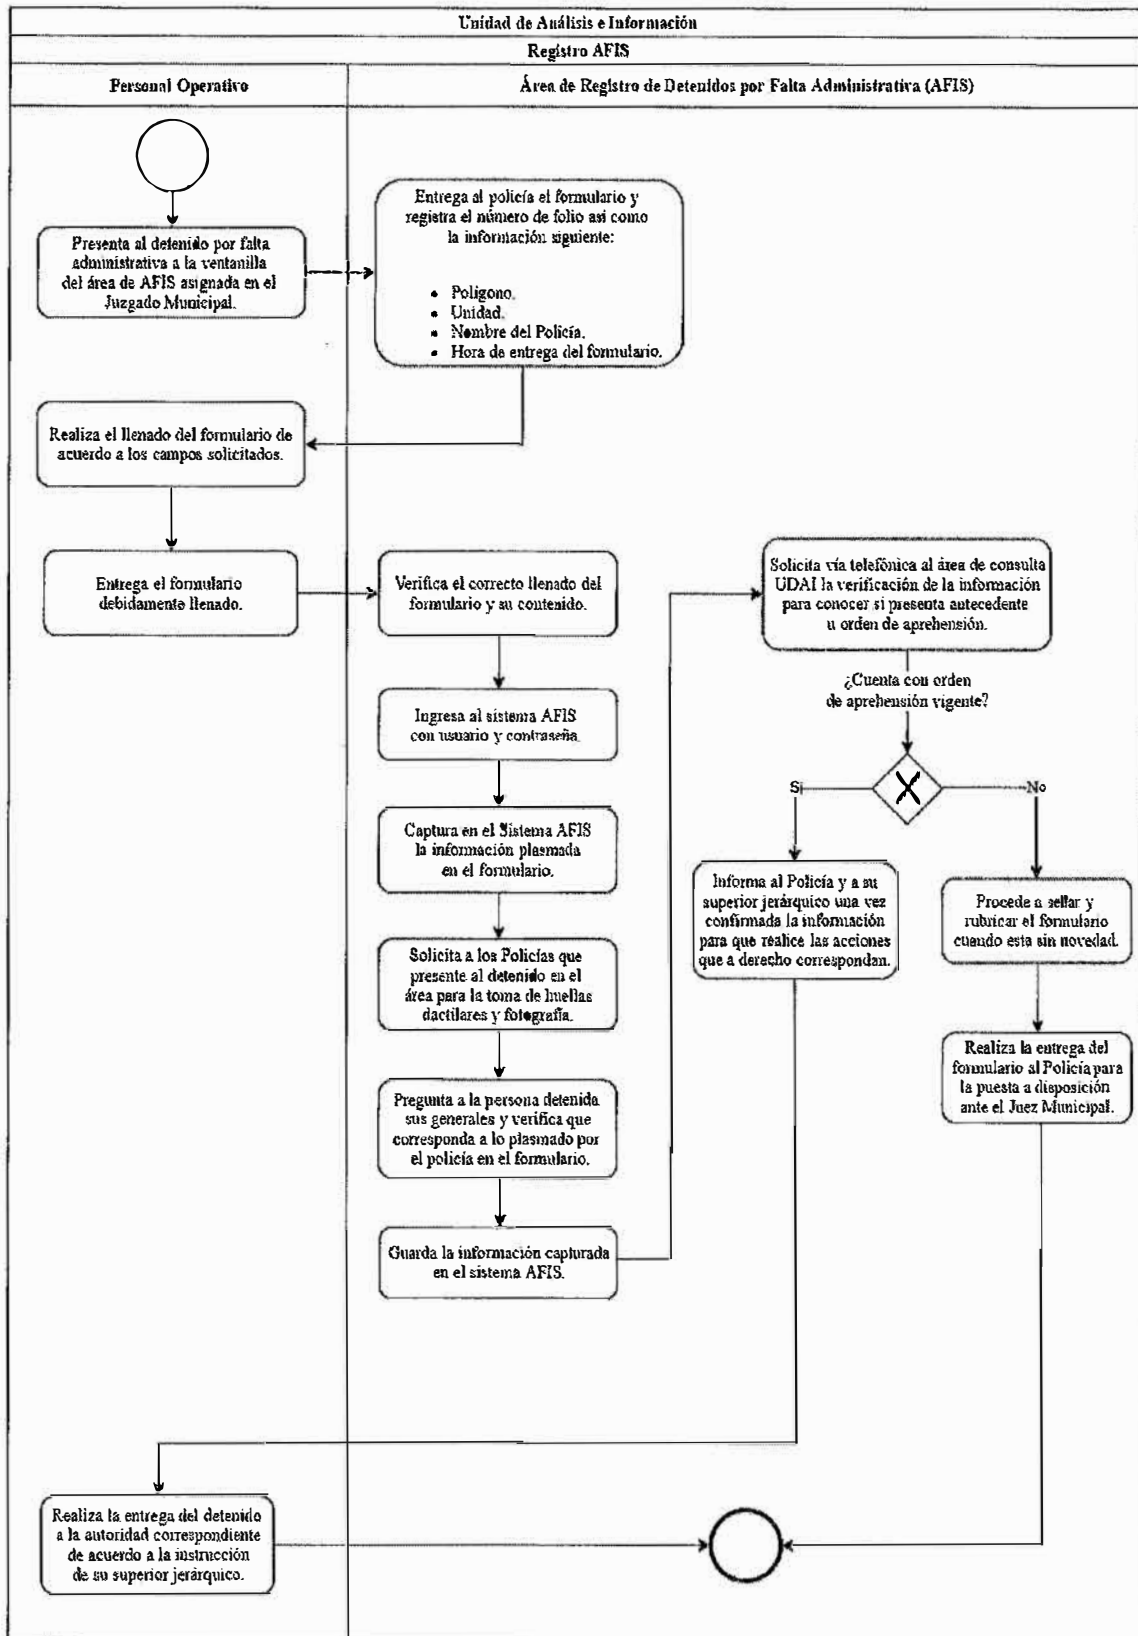 Unidad de Análisis e Información
Registro AFIS
Personal Operativo
Área de Registro de Detenidos por Falta Administrativa (AFIS)
Presenta al detenido por falta
administrativa a la ventanilla
del área de AFIS asignada en el
Juzgado Municipal.
Entrega al policía el formulario y
registra el número de folio asi como
la información siguiente:
• Poligono.
• Unidad.
• Nombre del Policía.
• Hora de entrega del formulario.
Realiza el llenado del formulario de
acuerdo a los campos solicitados.
Entrega el formulario
debidamente llenado.
Verifica el correcto llenado del
formulario y su contenido.
Ingresa al sistema AFIS
con usuario y contraseña.
Captura en el Sistema AFIS
la información plasmada
en el formulario.
Solicita a los Policías que
presente al detenido en el
área para la toma de huellas
dactilares y fotografía.
Pregunta a la persona detenida
sus generales y verifica que
corresponda a lo plasmado por
el policía en el formulario.
Guarda la información capturada
en el sistema AFIS.
Solicita vía telefónica al área de consulta
UDAI la verificación de la información
para conocer si presenta antecedente
u orden de aprehensión.
¿Cuenta con orden
de aprehensión vigente?
Si
No
Informa al Policía y a su
superior jerárquico una vez
confirmada la información
para que realice las acciones
que a derecho correspondan.
Procede a sellar y
rubricar el formulario
cuando esta sin novedad.
Realiza la entrega del
formulario al Policía para
la puesta a disposición
ante el Juez Municipal.
Realiza la entrega del detenido
a la autoridad correspondiente
de acuerdo a la instrucción
de su superior jerárquico.